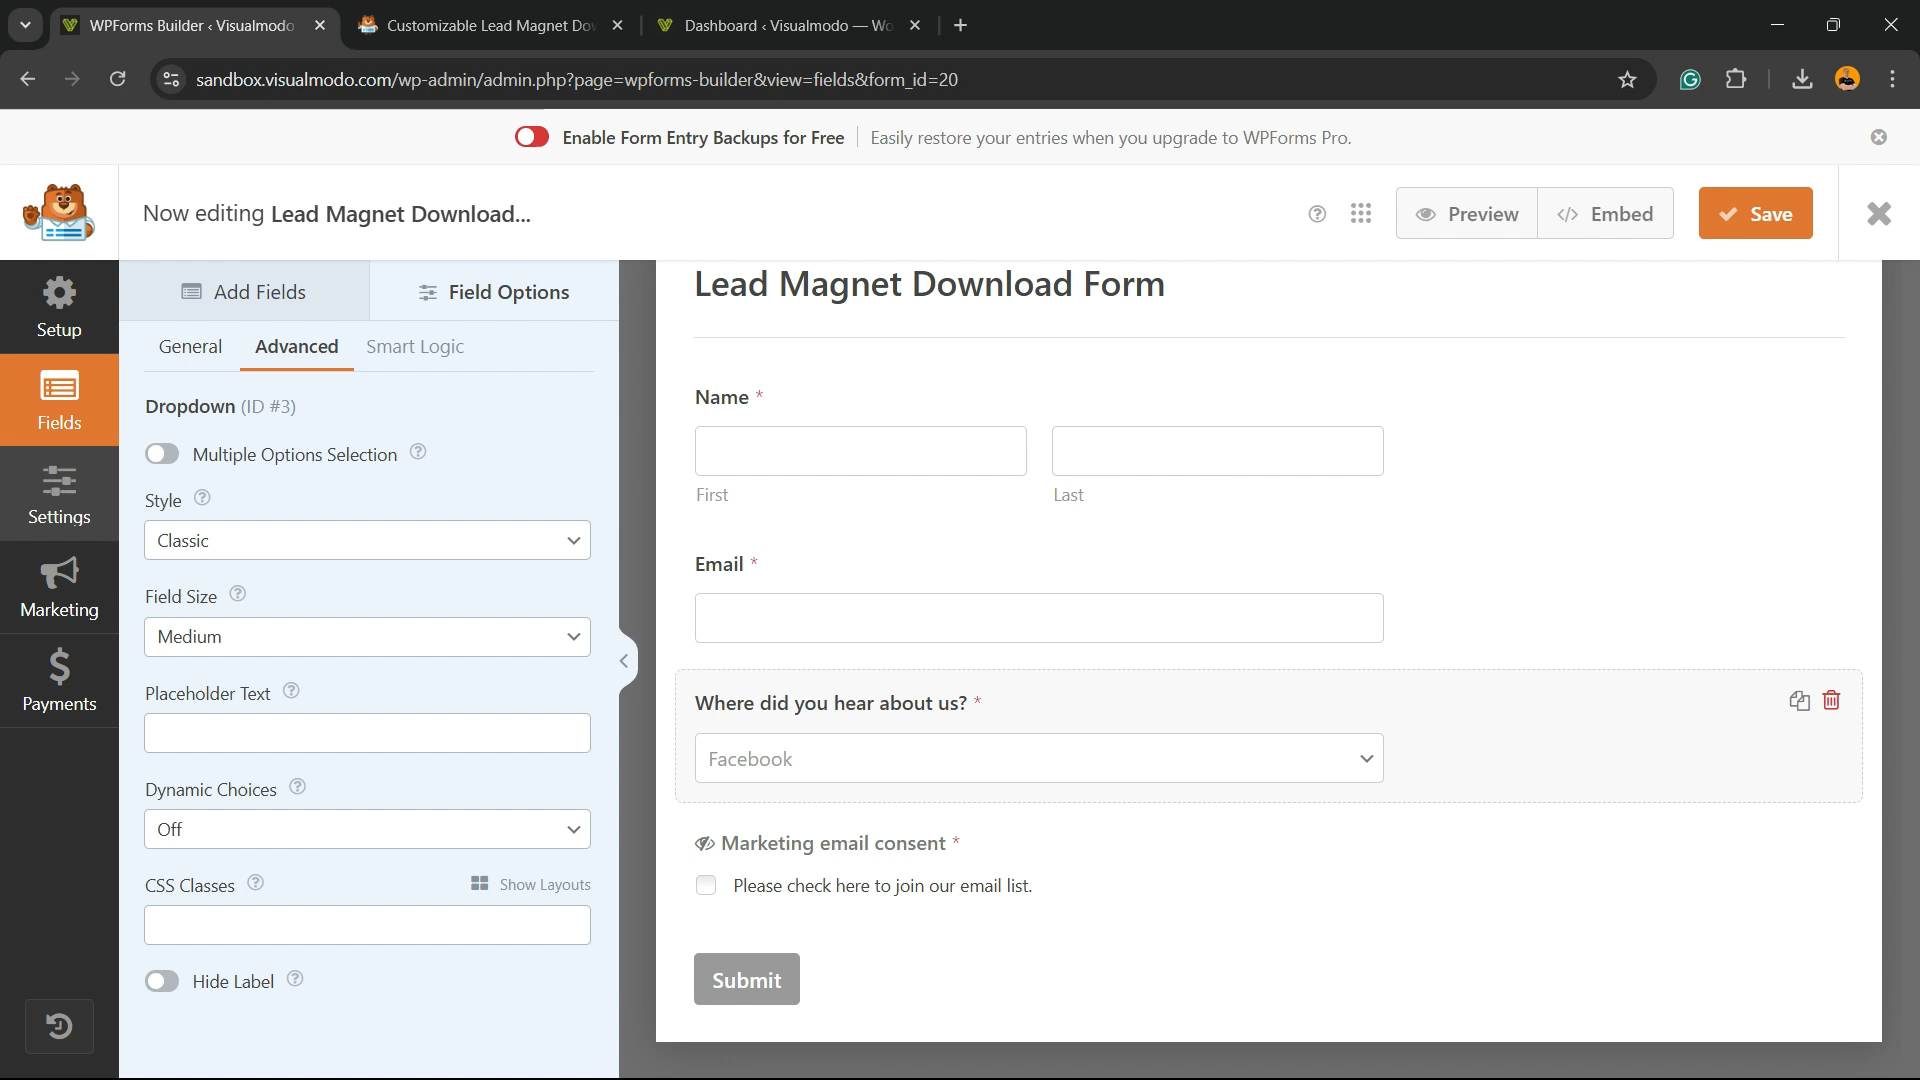 WPForms Builder ‹ Visualmodo
Customizable Lead Magnet Do
Dashboard ‹ Visualmodo — Wo
sandbox.visualmodo.com/wp-admin/admin.php?page=wpforms-builder&view=fields&form_id=20
Enable Form Entry Backups for Free
Easily restore your entries when you upgrade to WPForms Pro.
Now editing Lead Magnet Download...
Preview
Embed
Save
Setup
Fields
Settings
Marketing
Payments
Add Fields
Field Options
General
Advanced
Smart Logic
Dropdown (ID #3)
Multiple Options Selection
Style
Classic
Field Size
Medium
Placeholder Text
Dynamic Choices
Off
CSS Classes
Show Layouts
Hide Label
Lead Magnet Download Form
Name *
First
Last
Email *
Where did you hear about us? *
Facebook
Marketing email consent *
Please check here to join our email list.
Submit